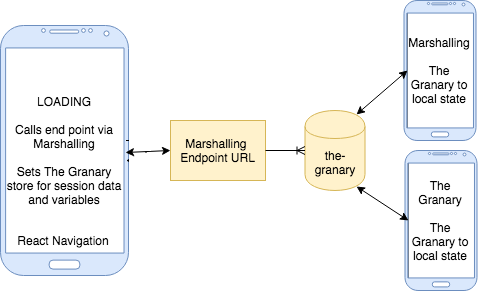 LOADING
Calls end point via
Marshalling
Sets The Granary
store for session data
and variables
React Navigation
Marshalling
Endpoint URL
the-
granary
Marshalling
The
Granary to
local state
The
Granary
The
Granary to
local state